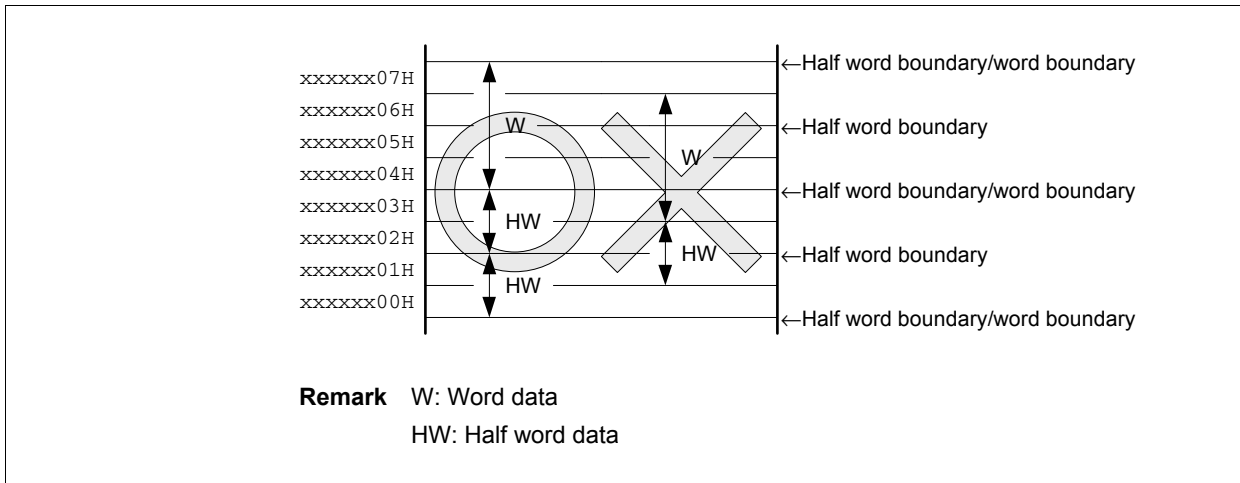 ←Half word boundary/word boundary
xxxxxx07H
xxxxxx06H
W
←Half word boundary
xxxxxx05H
W
xxxxxx04H
←Half word boundary/word boundary
xxxxxx03H
HW
xxxxxx02H
HW
←Half word boundary
xxxxxx01H
HW
xxxxxx00H
←Half word boundary/word boundary
Remark W: Word data
HW: Half word data